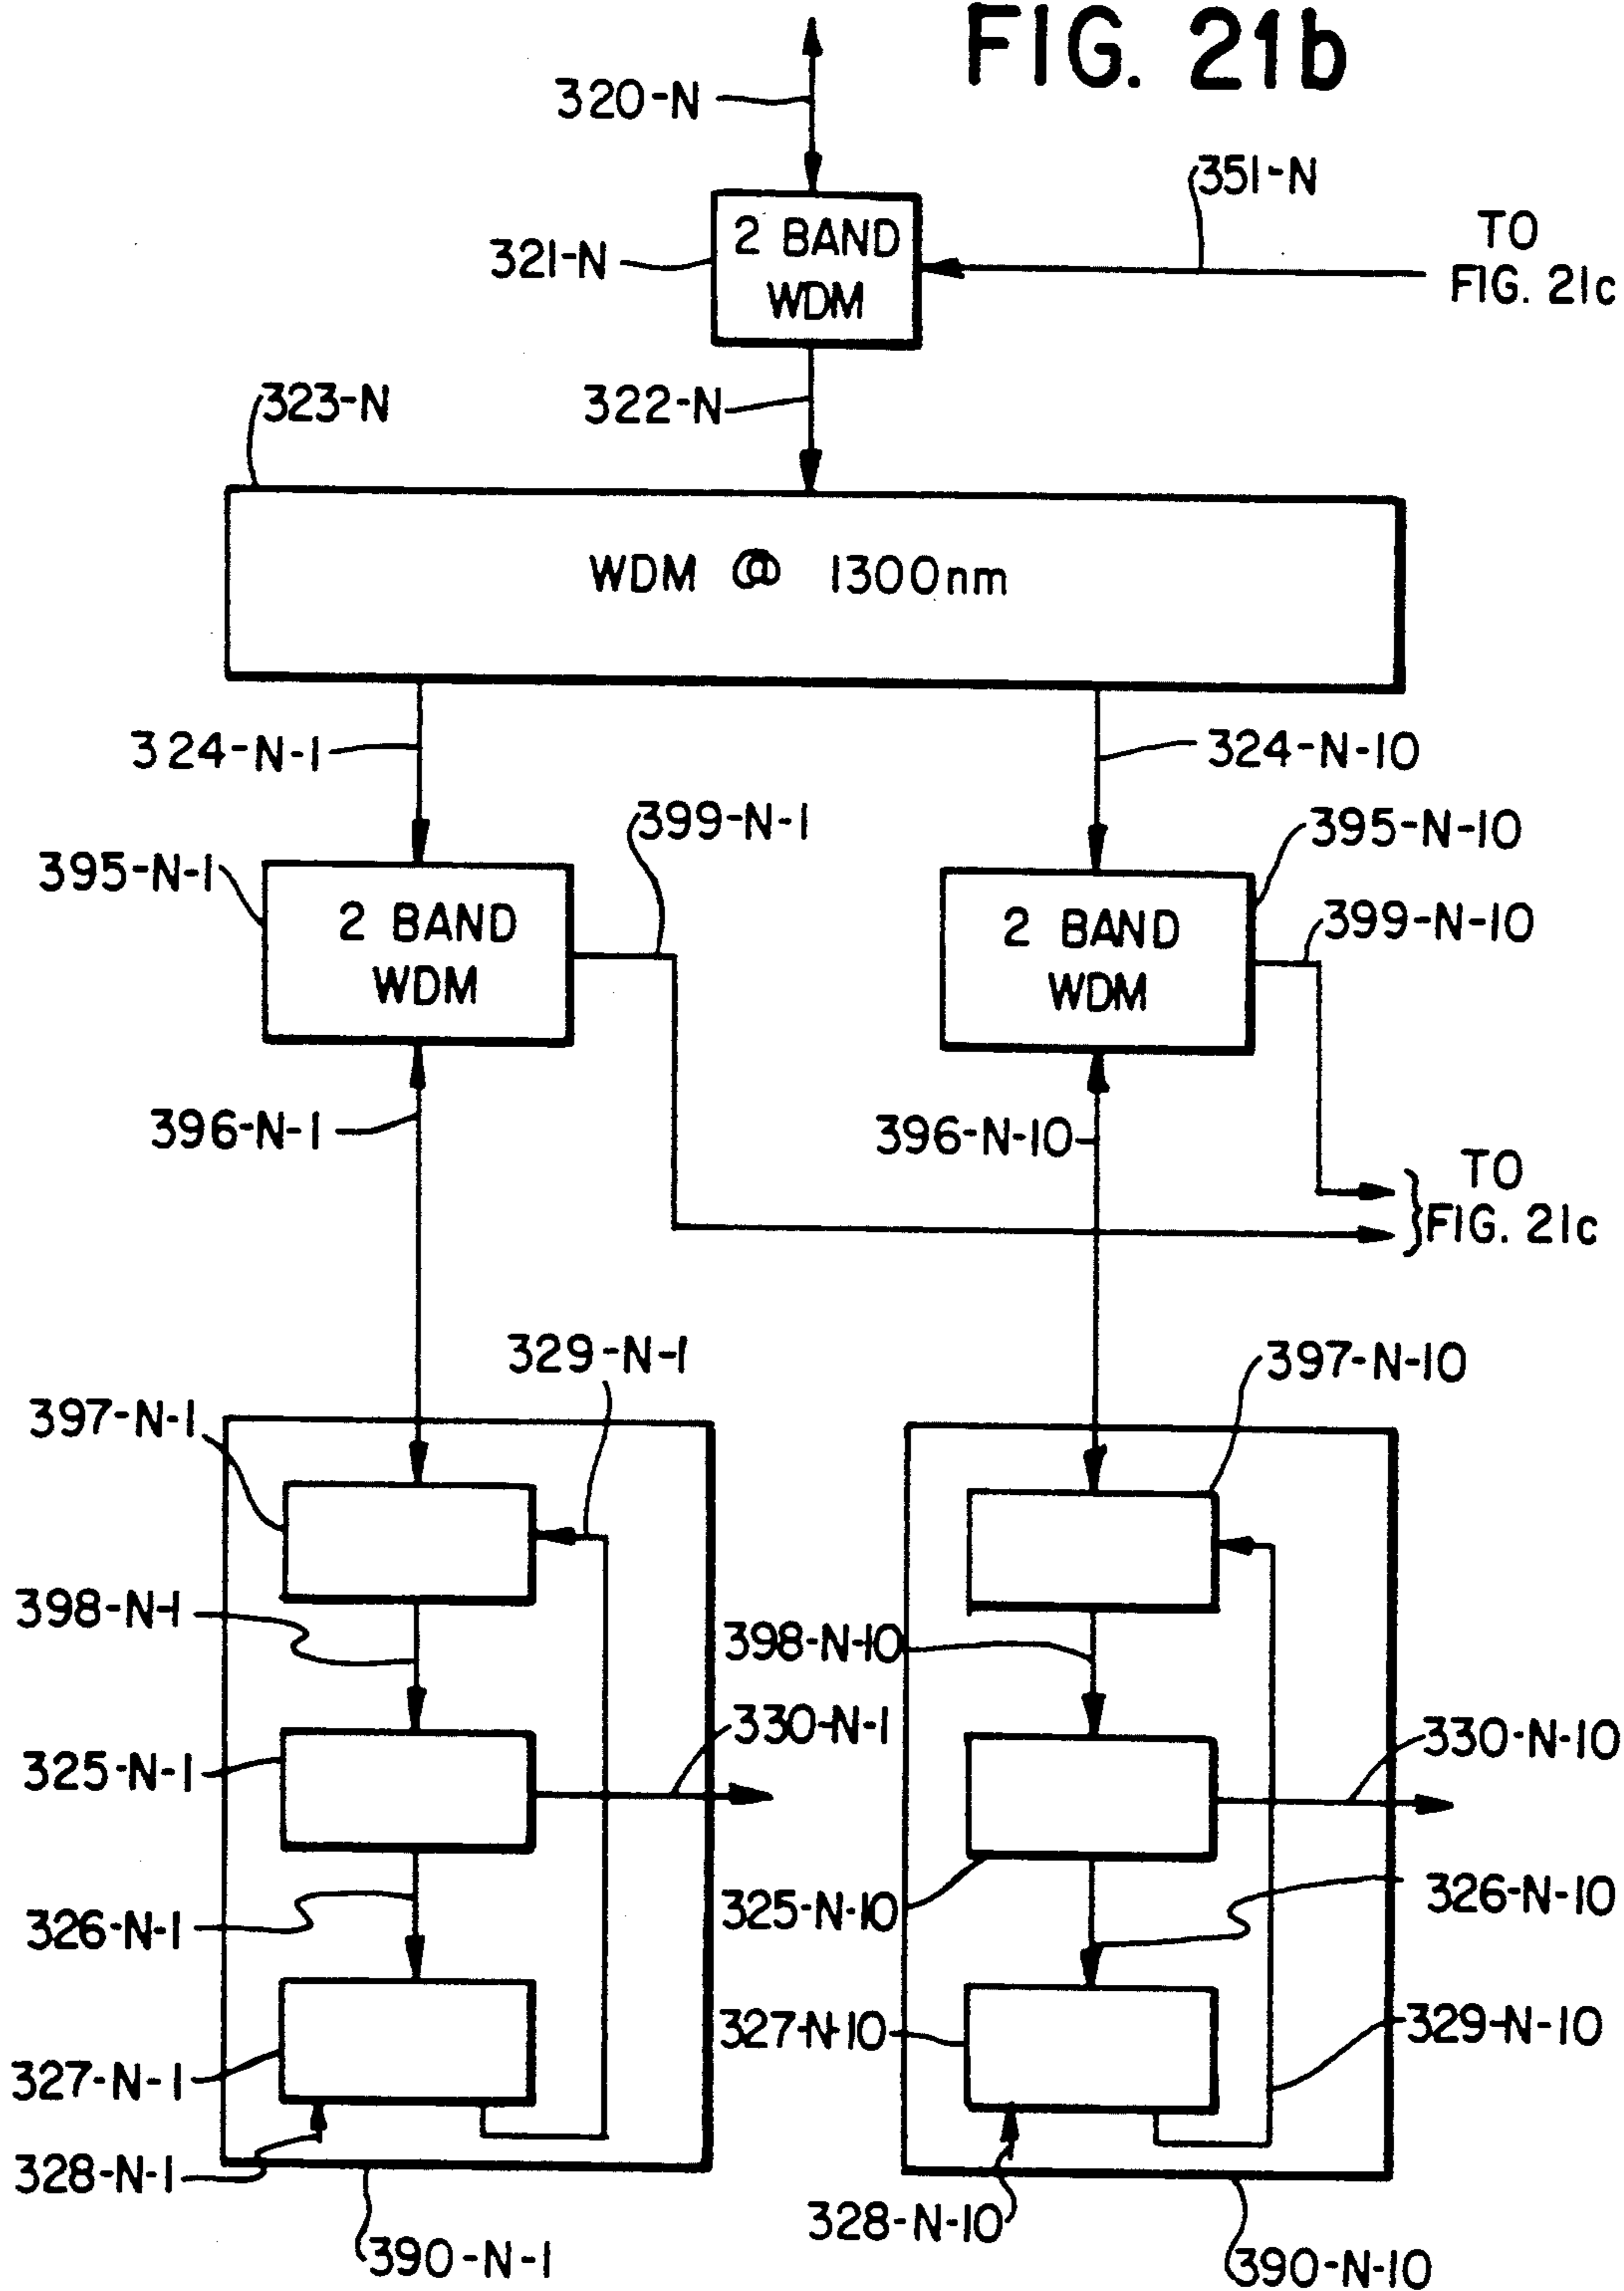 FIG. 21b
320-N
351-N
TO
FIG. 21c
321-N
2 BAND
WDM
323-N
322-N
WDM @ 1300nm
324-N-1
324-N-10
399-N-1
395-N-1
395-N-10
2 BAND
WDM
2 BAND
WDM
399-N-10
396-N-1
396-N-10
TO
FIG. 21c
329-N-1
397-N-10
397-N-1
398-N-1
398-N-10
330-N-1
330-N-10
325-N-1
325-N-10
326-N-10
326-N-1
327-N-10
329-N-10
327-N-1
328-N-1
328-N-10
390-N-1
390-N-10